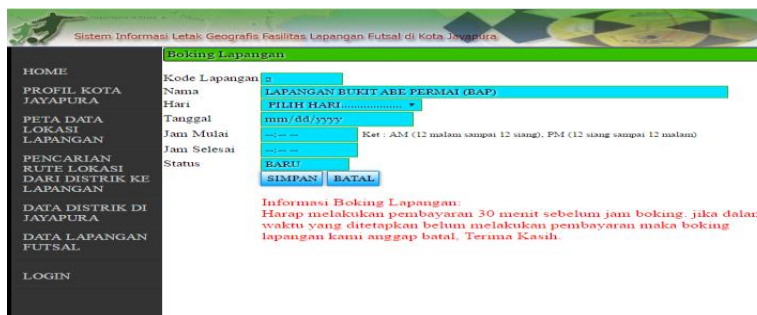 Sistem Informasi Letak Geografis Fasilitas Lapangan Futsal di Kota Jayapura
Boking Lapangan
HOME
PROFIL KOTA
JAYAPURA
PETA DATA
LOKASI
LAPANGAN
PENCARIAN
RUTE LOKASI
DARI DISTRIK KE
LAPANGAN
DATA DISTRIK DI
JAYAPURA
DATA LAPANGAN
FUTSAL
LOGIN
Kode Lapangan 2
Nama LAPANGAN BUKIT ABE PERMAI (BAP)
Hari PILIH HARI..................
Tanggal mm/dd/yyyy
Jam Mulai --:-- -- Ket : AM (12 malam sampai 12 siang), PM (12 siang sampai 12 malam)
Jam Selesai --:-- --
Status BARU
SIMPAN BATAL
Informasi Boking Lapangan:
Harap melakukan pembayaran 30 menit sebelum jam boking. jika dalam
waktu yang ditetapkan belum melakukan pembayaran maka boking
lapangan kami anggap batal, Terima Kasih.